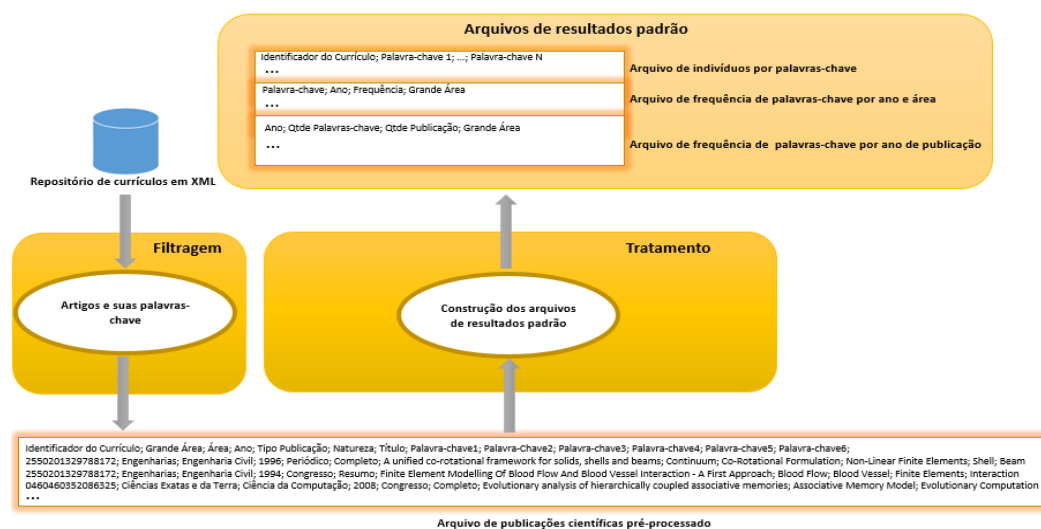 Arquivos de resultados padrão
Identificador do Currículo; Palavra-chave 1; ...; Palavra-chave N
...
Arquivo de indivíduos por palavras-chave
Palavra-chave; Ano; Frequência; Grande Área
...
Arquivo de frequência de palavras-chave por ano e área
Ano; Qtde Palavras-chave; Qtde Publicação; Grande Área
...
Arquivo de frequência de palavras-chave por ano de publicação
Repositório de currículos em XML
Filtragem
Artigos e suas palavras-
chave
Tratamento
Construção dos arquivos
de resultados padrão
Identificador do Currículo; Grande Área; Área; Ano; Tipo Publicação; Natureza; Título; Palavra-chave1; Palavra-Chave2; Palavra-chave3; Palavra-chave4; Palavra-chave5; Palavra-chave6;
2550201329788172; Engenharias; Engenharia Civil; 1996; Periódico; Completo; A unified co-rotational framework for solids, shells and beams; Continuum; Co-Rotational Formulation; Non-Linear Finite Elements; Shell; Beam
2550201329788172; Engenharias; Engenharia Civil; 1994; Congresso; Resumo; Finite Element Modelling Of Blood Flow And Blood Vessel Interaction - A First Approach; Blood Flow; Blood Vessel; Finite Elements; Interaction
0460460352086325; Ciências Exatas e da Terra; Ciência da Computação; 2008; Congresso; Completo; Evolutionary analysis of hierarchically coupled associative memories; Associative Memory Model; Evolutionary Computation
...
Arquivo de publicações científicas pré-processado